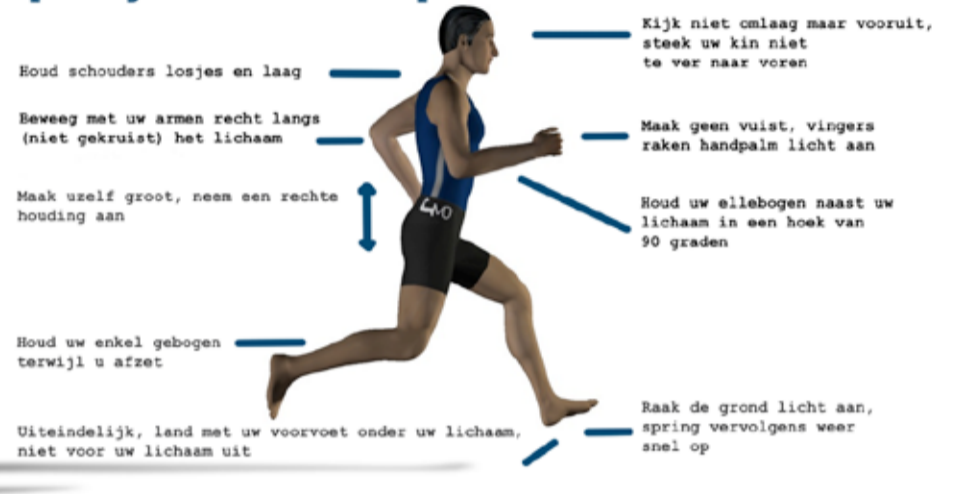 Kijk niet omlaag maar vooruit,
steek uw kin niet
te ver naar voren
Houd schouders losjes en laag
Beweeg met uw armen recht langs
(niet gekruist) het lichaam
Maak geen vuist, vingers
raken handpalm licht aan
Maak uzelf groot, neem een rechte
houding aan
Houd uw ellebogen naast uw
lichaam in een hoek van
90 graden
Houd uw enkel gebogen
terwijl u afzet
Raak de grond licht aan,
spring vervolgens weer
snel op
Uiteindelijk, land met uw voorvoet onder uw lichaam,
niet voor uw lichaam uit